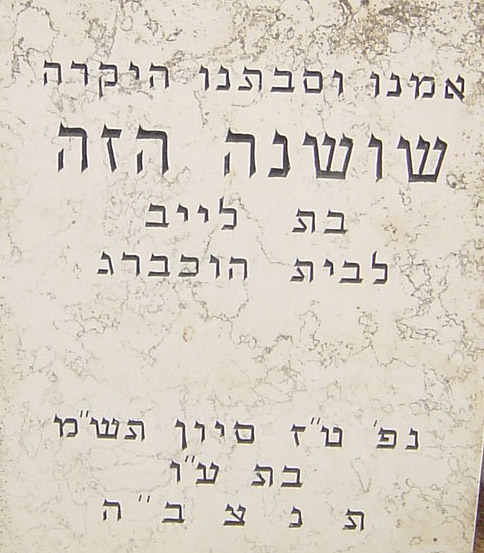 אמנו וסבתנו היקרה
שושנה הזה
בת לייב
לבית הוכברג
נפ' ט"ז סיון תש"מ
בת ע"ו
ת נ צ ב" ה